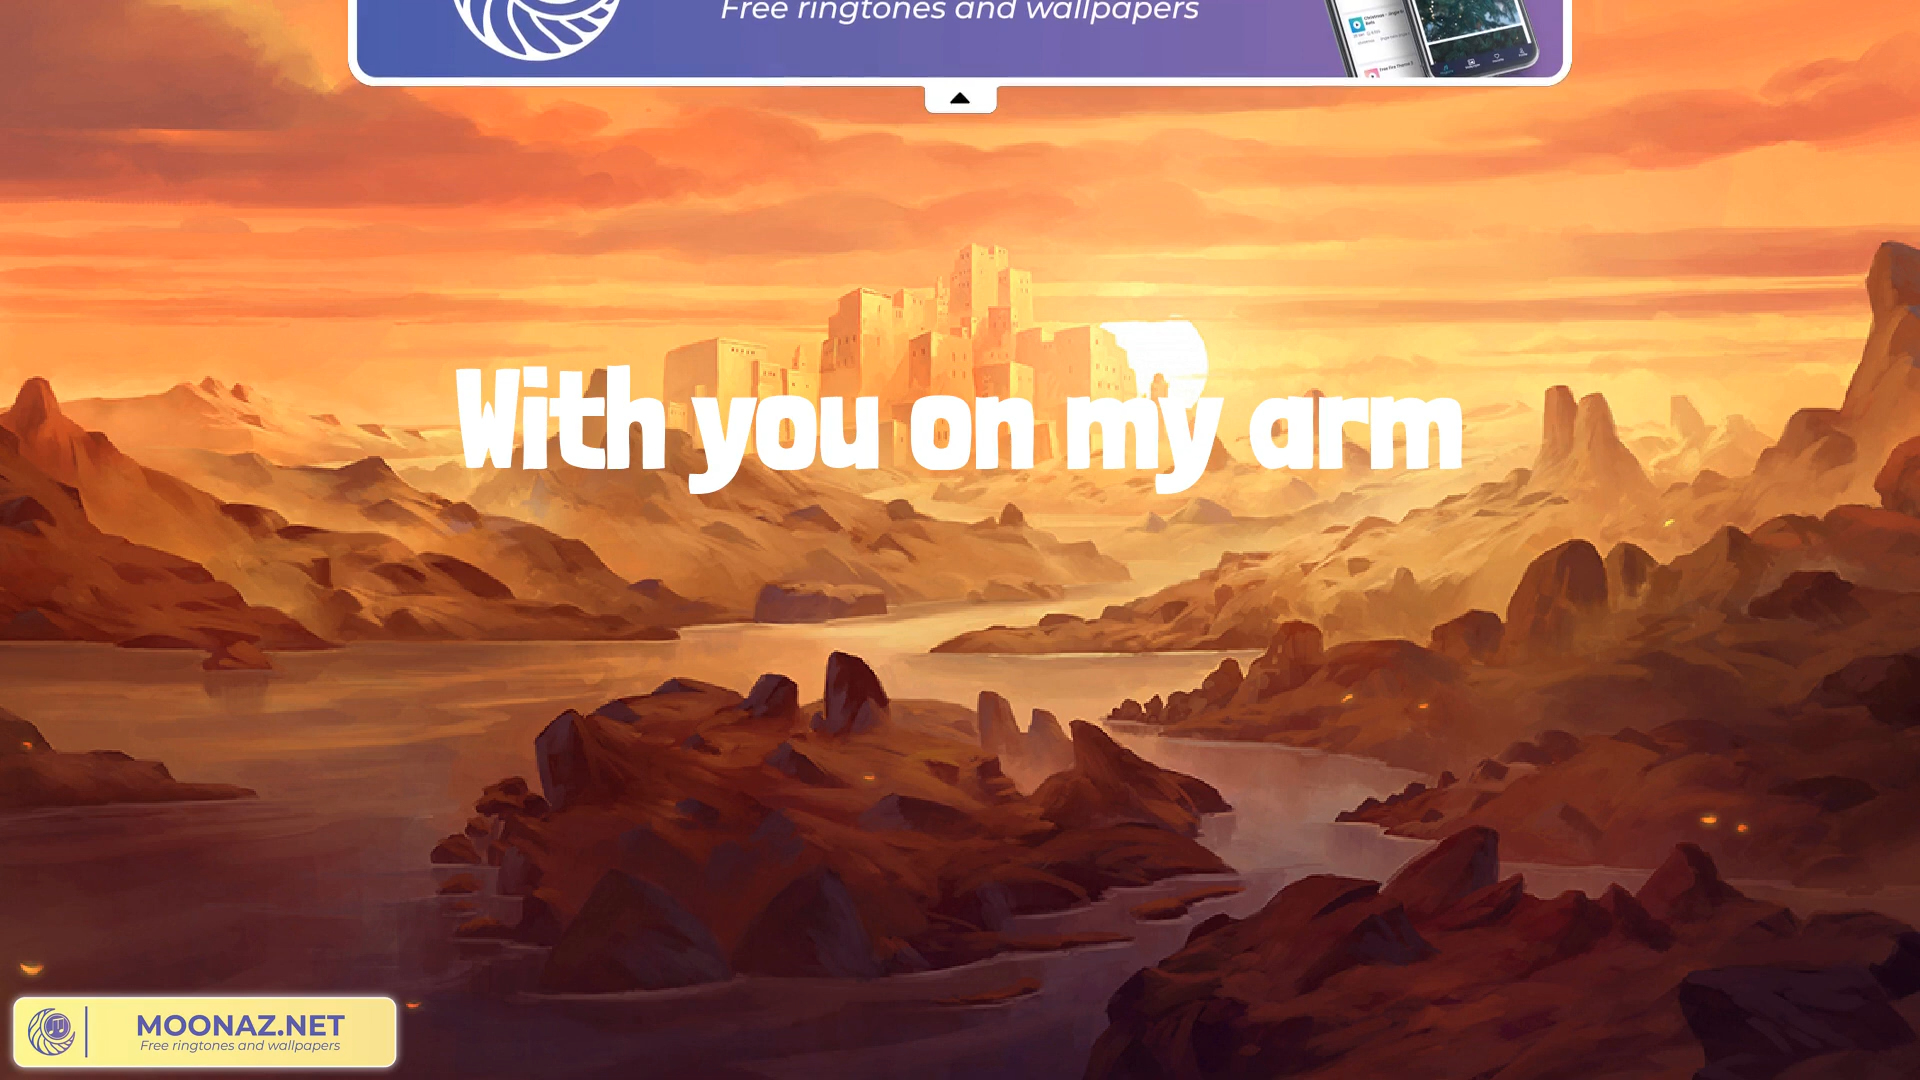 Free ringtones and wallpapers
With you on my arm
MOONAZ.NET
Free ringtones and wallpapers